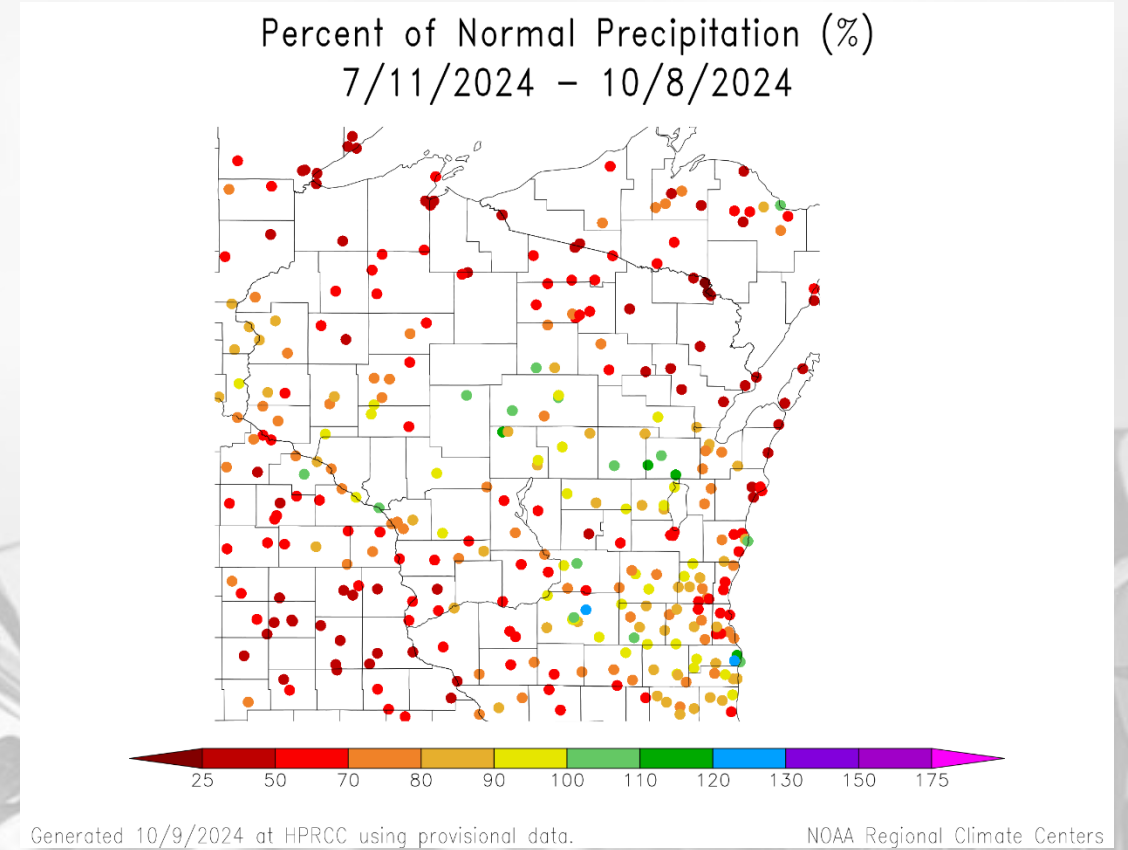 Percent of Normal Precipitation (%)
7/11/2024 – 10/8/2024
25 50 70 80 90 100 110 120 130 150 175
Generated 10/9/2024 at HPRCC using provisional data.
NOAA Regional Climate Centers